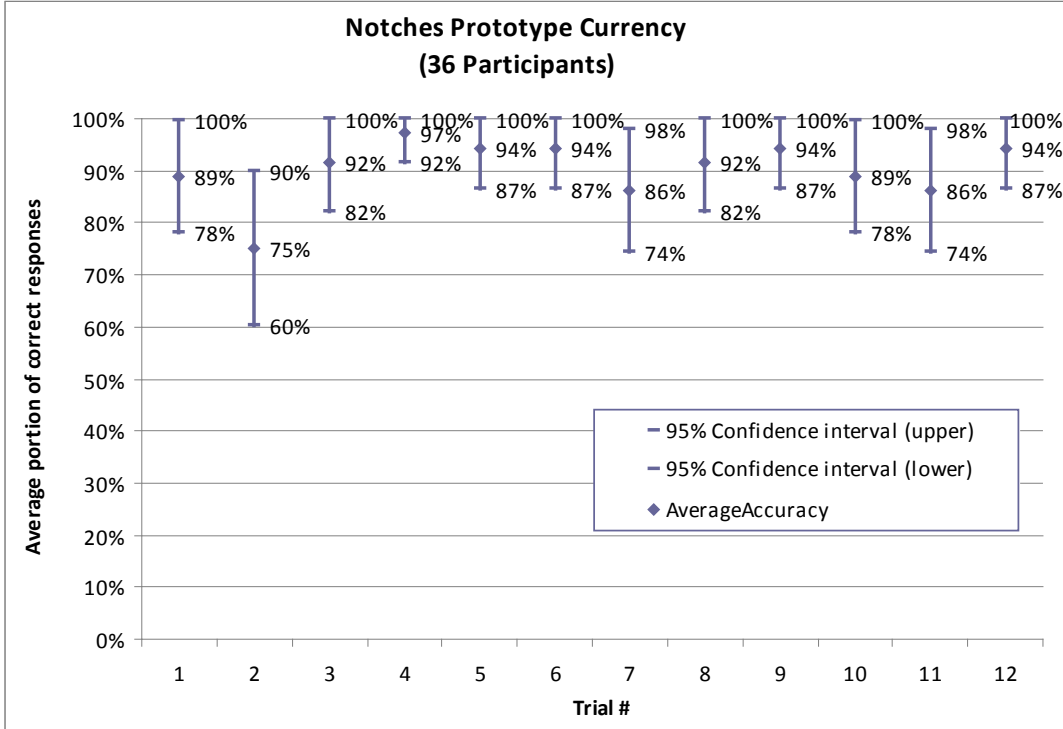 Notches Prototype Currency
(36 Participants)
100%
90%
80%
70%
60%
50%
40%
30%
20%
10%
0%
Average portion of correct responses
100% 90% 100% 100% 100% 100% 98% 100% 100% 100% 98% 100%
89% 75% 92% 97% 94% 94% 86% 92% 94% 89% 86% 94%
78% 60% 82% 92% 87% 87% 74% 82% 87% 78% 74% 87%
95% Confidence interval (upper)
95% Confidence interval (lower)
AverageAccuracy
1 2 3 4 5 6 7 8 9 10 11 12
Trial #